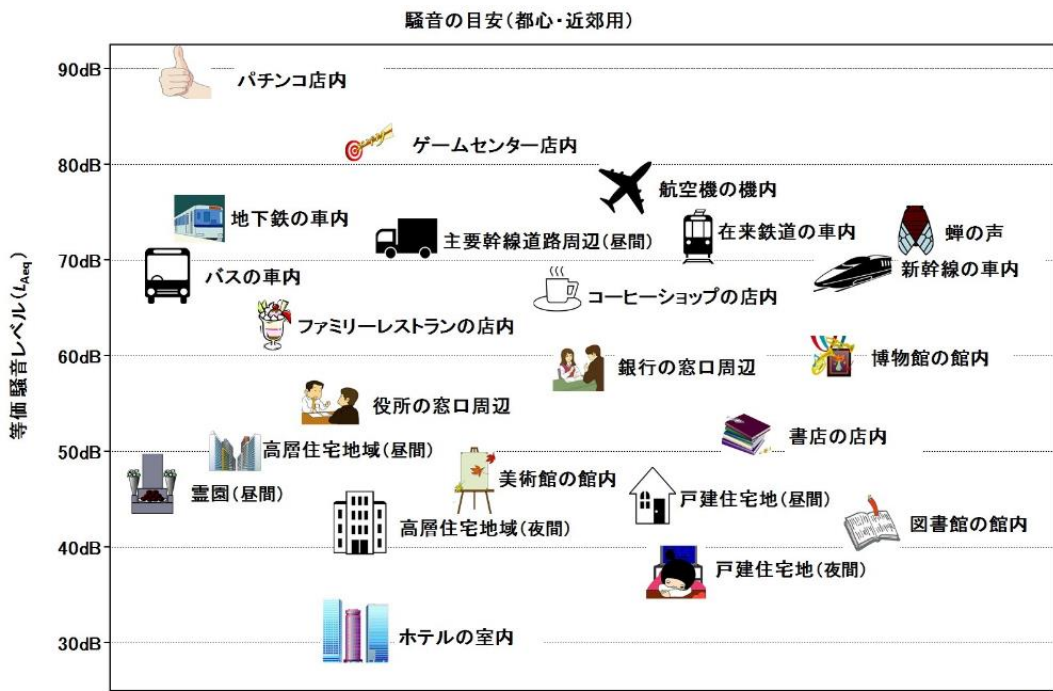 騒音の目安(都心・近郊用)
等価騒音レベル(LAeq)
90dB
パチンコ店内
ゲームセンター店内
80dB
航空機の機内
地下鉄の車内
主要幹線道路周辺(昼間)
在来鉄道の車内
蝉の声
70dB
バスの車内
新幹線の車内
コーヒーショップの店内
ファミリーレストランの店内
60dB
銀行の窓口周辺
博物館の館内
役所の窓口周辺
書店の店内
50dB
高層住宅地域(昼間)
霊園(昼間)
美術館の館内
戸建住宅地(昼間)
高層住宅地域(夜間)
図書館の館内
40dB
戸建住宅地(夜間)
30dB
ホテルの室内